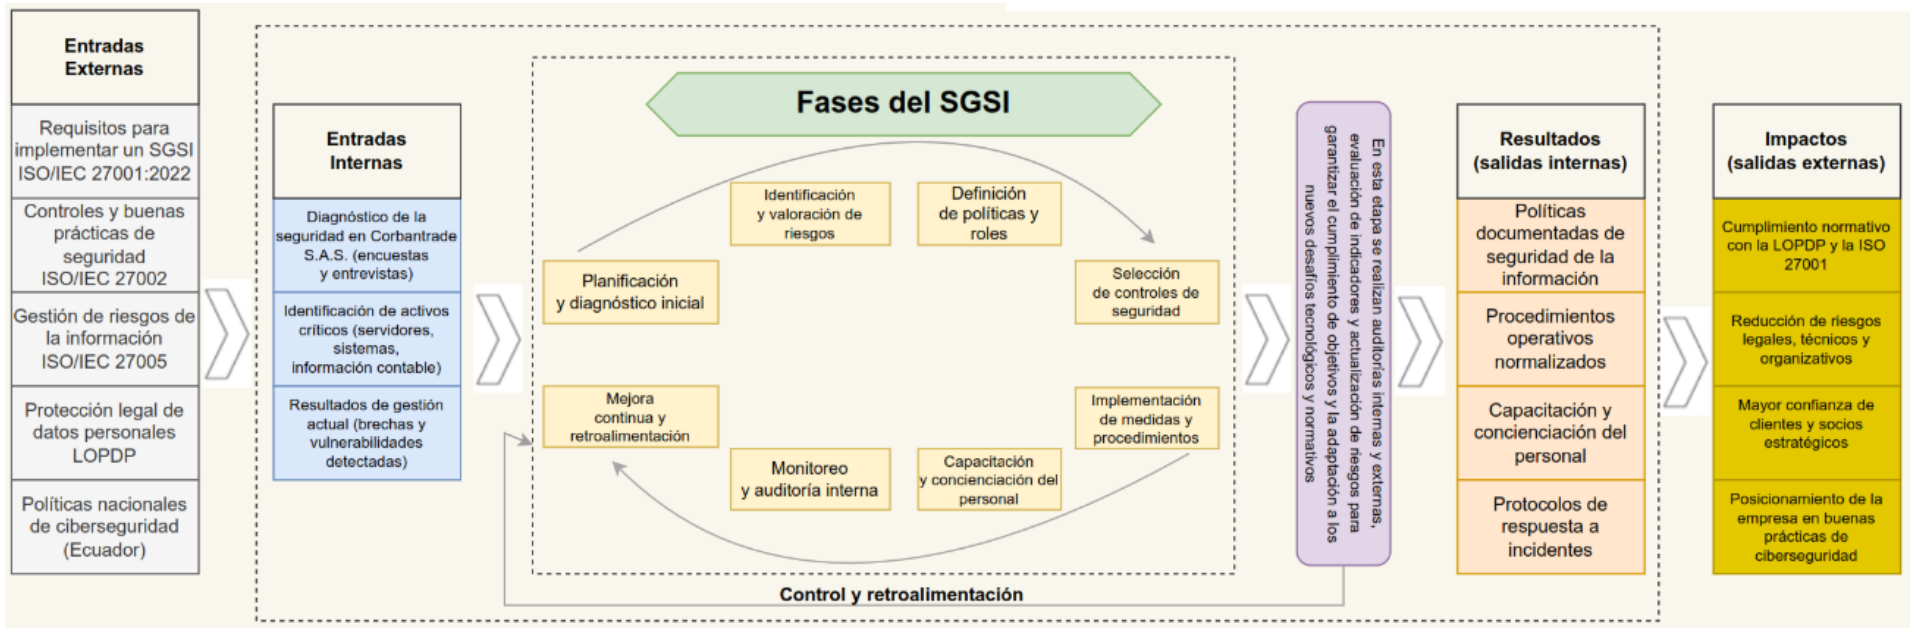 Entradas
Externas
Requisitos para
implementar un SGSI
ISO/IEC 27001:2022
Controles y buenas
prácticas de
seguridad
ISO/IEC 27002
Gestión de riesgos de
la información
ISO/IEC 27005
Protección legal de
datos personales
LOPDP
Políticas nacionales
de ciberseguridad
(Ecuador)
Entradas
Internas
Diagnóstico de la
seguridad en Corbantrade
S.A.S. (encuestas
y entrevistas)
Identificación de activos
críticos (servidores,
sistemas,
información contable)
Resultados de gestión
actual (brechas y
vulnerabilidades
detectadas)
Fases del SGSI
Planificación
y diagnóstico inicial
Identificación
y valoración de
riesgos
Definición
de políticas y
roles
Selección
de controles de
seguridad
Implementación
de medidas y
procedimientos
Capacitación
y concienciación del
personal
Monitoreo
y auditoría interna
Mejora
continua y
retroalimentación
Control y retroalimentación
En esta etapa se realizan auditorías internas y externas,
evaluación de indicadores y actualización de riesgos para
garantizar el cumplimiento de objetivos y la adaptación a los
nuevos desafíos tecnológicos y normativos
Resultados
(salidas internas)
Políticas
documentadas de
seguridad de la
información
Procedimientos
operativos
normalizados
Capacitación y
concienciación del
personal
Protocolos de
respuesta a
incidentes
Impactos
(salidas externas)
Cumplimiento normativo
con la LOPDP y la ISO
27001
Reducción de riesgos
legales, técnicos y
organizativos
Mayor confianza de
clientes y socios
estratégicos
Posicionamiento de la
empresa en buenas
prácticas de
ciberseguridad